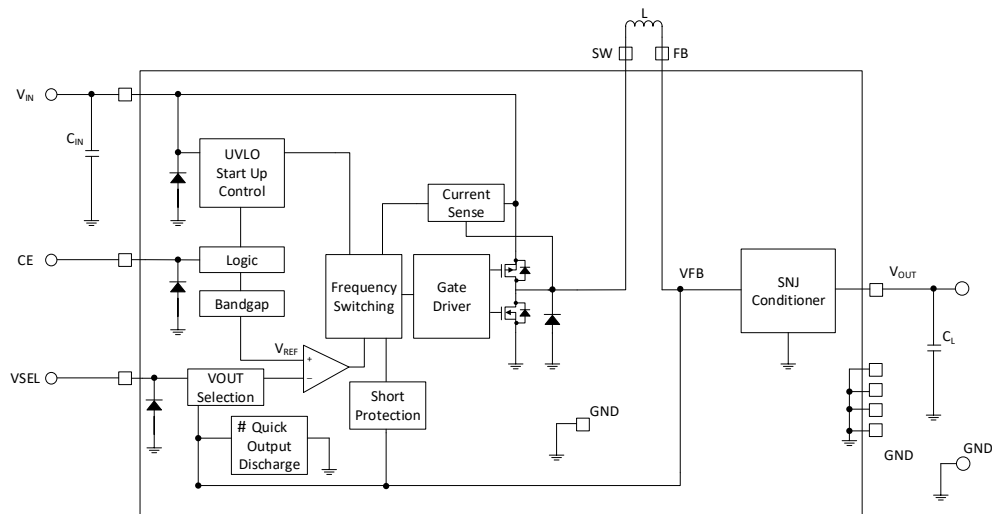 L
SW
FB
VIN
CIN
UVLO
Start Up
Control
Current
Sense
CE
Logic
Bandgap
Frequency
Switching
Gate
Driver
VFB
SNJ
Conditioner
VOUT
VREF
+
−
CL
VSEL
VOUT
Selection
Short
Protection
# Quick
Output
Discharge
GND
GND
GND